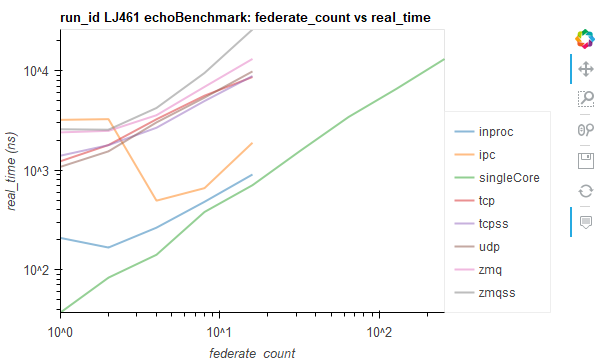 run_id LJ461 echoBenchmark: federate_count vs real_time
10^4
10^3
10^2
real_time (ns)
10^0
10^1
10^2
federate_count
inproc
ipc
singleCore
tcp
tcpss
udp
zmq
zmqss